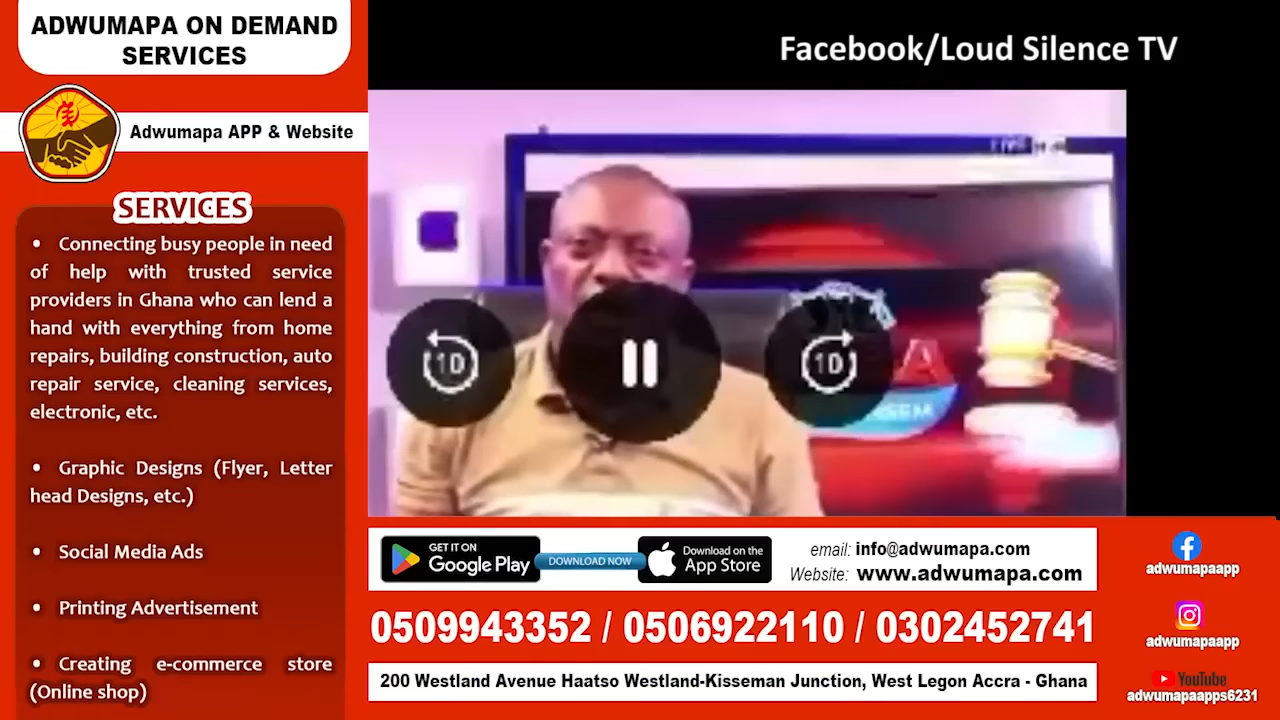 ADWUMAPA ON DEMAND
SERVICES
Adwumapa APP & Website
SERVICES
• Connecting busy people in need
of help with trusted service
providers in Ghana who can lend a
hand with everything from home
repairs, building construction, auto
repair service, cleaning services,
electronic, etc.
• Graphic Designs (Flyer, Letter
head Designs, etc.)
• Social Media Ads
• Printing Advertisement
• Creating e-commerce store
(Online shop)
Facebook/Loud Silence TV
10
10
GET IT ON
Google Play
DOWNLOAD NOW
Download on the
App Store
email: info@adwumapa.com
Website: www.adwumapa.com
0509943352 / 0506922110 / 0302452741
200 Westland Avenue Haatso Westland-Kisseman Junction, West Legon Accra - Ghana
adwumapaapp
adwumapaapp
YouTube
adwumapaapps6231